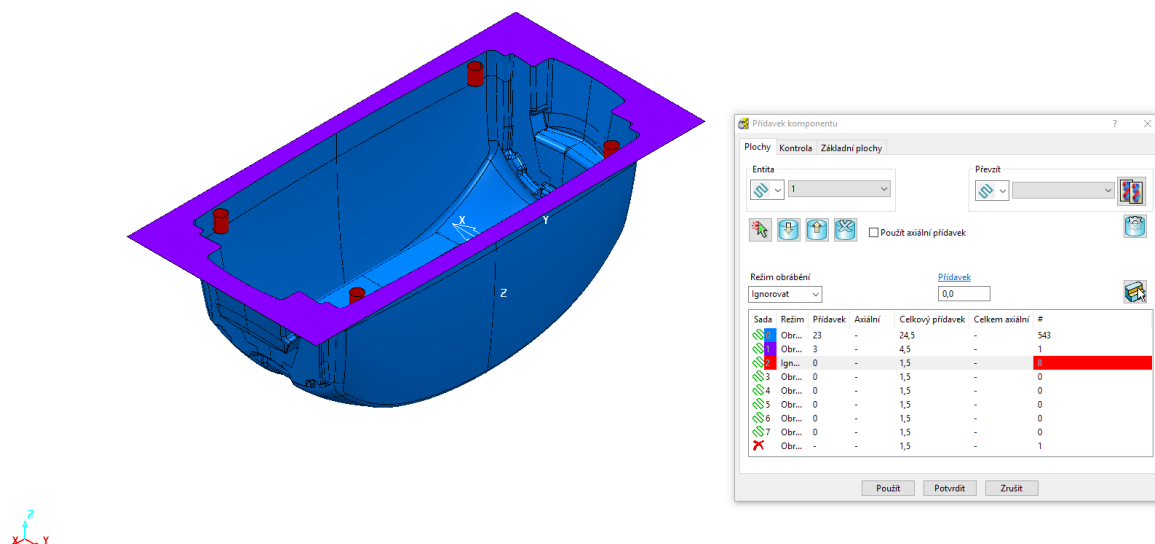 Přídavek komponentu ?
Plochy Kontrola Základní plochy
Entita
1
Převzít
Použít axiální přídavek
Režim obrábění
Přídavek
Ignorovat
0,0
Sada Režim Přídavek Axiální Celkový přídavek Celkem axiální #
0 Obr... 23 - 24,5 - 543
1 Obr... 3 - 4,5 - 1
2 Ign... 0 - 1,5 - 8
3 Obr... 0 - 1,5 - 0
4 Obr... 0 - 1,5 - 0
5 Obr... 0 - 1,5 - 0
6 Obr... 0 - 1,5 - 0
7 Obr... 0 - 1,5 - 0
Obr... - - 1,5 - 1
Použít Potvrdit Zrušit
X
Y
Z
Z
X Y